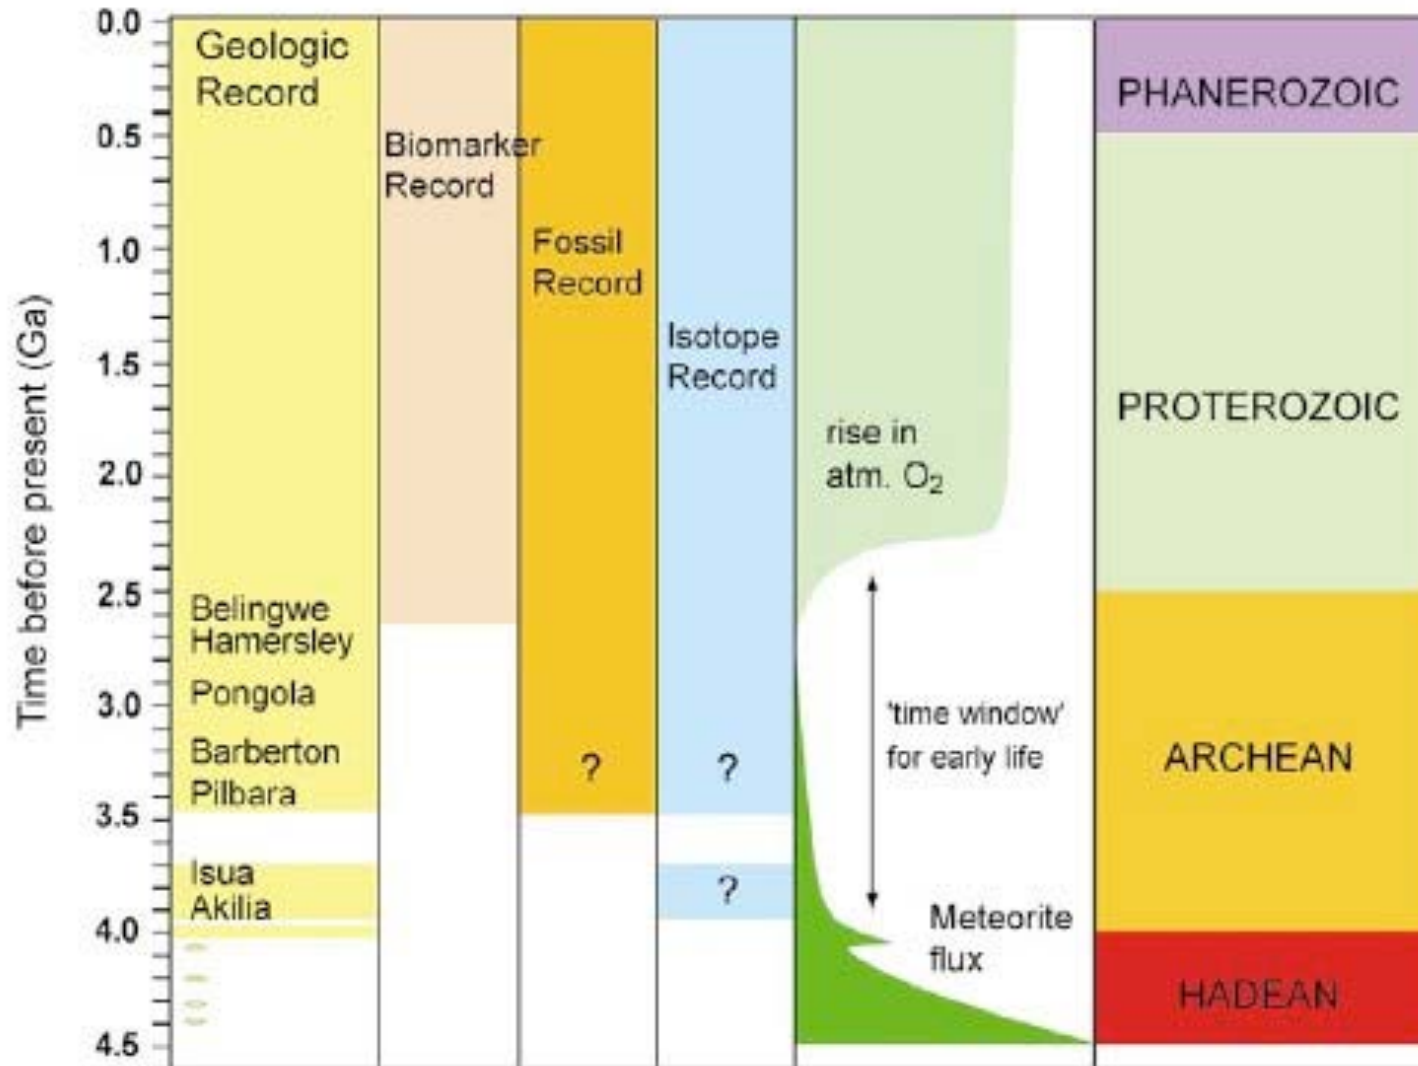 Time before present (Ga)
0.0
0.5
1.0
1.5
2.0
2.5
3.0
3.5
4.0
4.5
Geologic
Record
Belingwe
Hamersley
Pongola
Barberton
Pilbara
Isua
Akilia
Biomarker
Record
Fossil
Record
?
Isotope
Record
?
?
rise in
atm. O₂
'time window'
for early life
Meteorite
flux
PHANEROZOIC
PROTEROZOIC
ARCHEAN
HADEAN